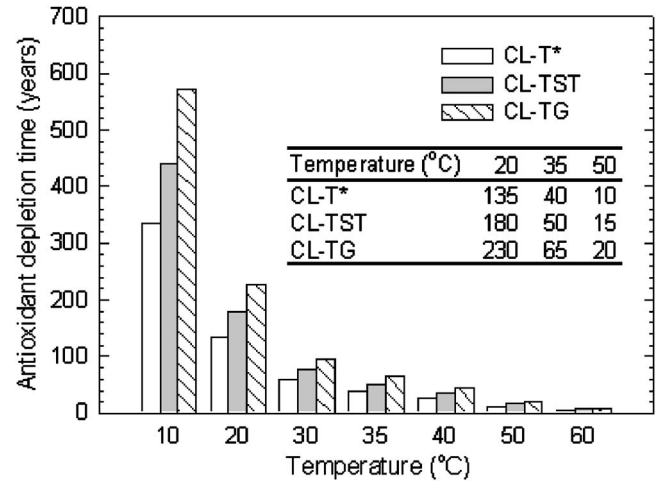 700
600
500
400
300
200
100
0
Antioxidant depletion time (years)
CL-T*
CL-TST
CL-TG
Temperature (°C) 20 35 50
CL-T* 135 40 10
CL-TST 180 50 15
CL-TG 230 65 20
10 20 30 35 40 50 60
Temperature (°C)